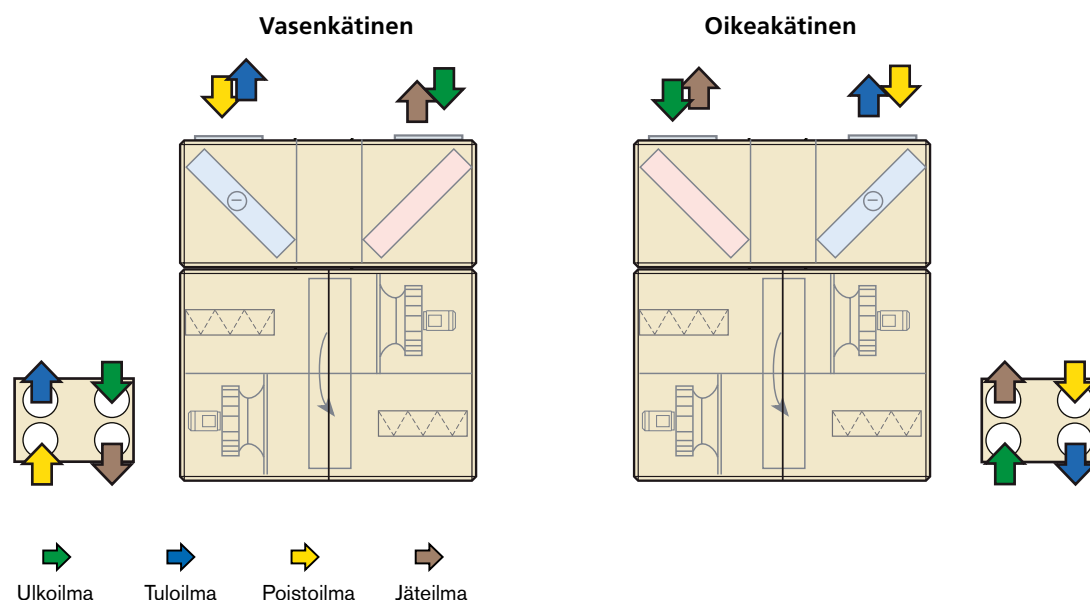 Vasenkätinen
Oikeakätinen
Ulkoilma
Tuloilma
Poistoilma
Jäteilma